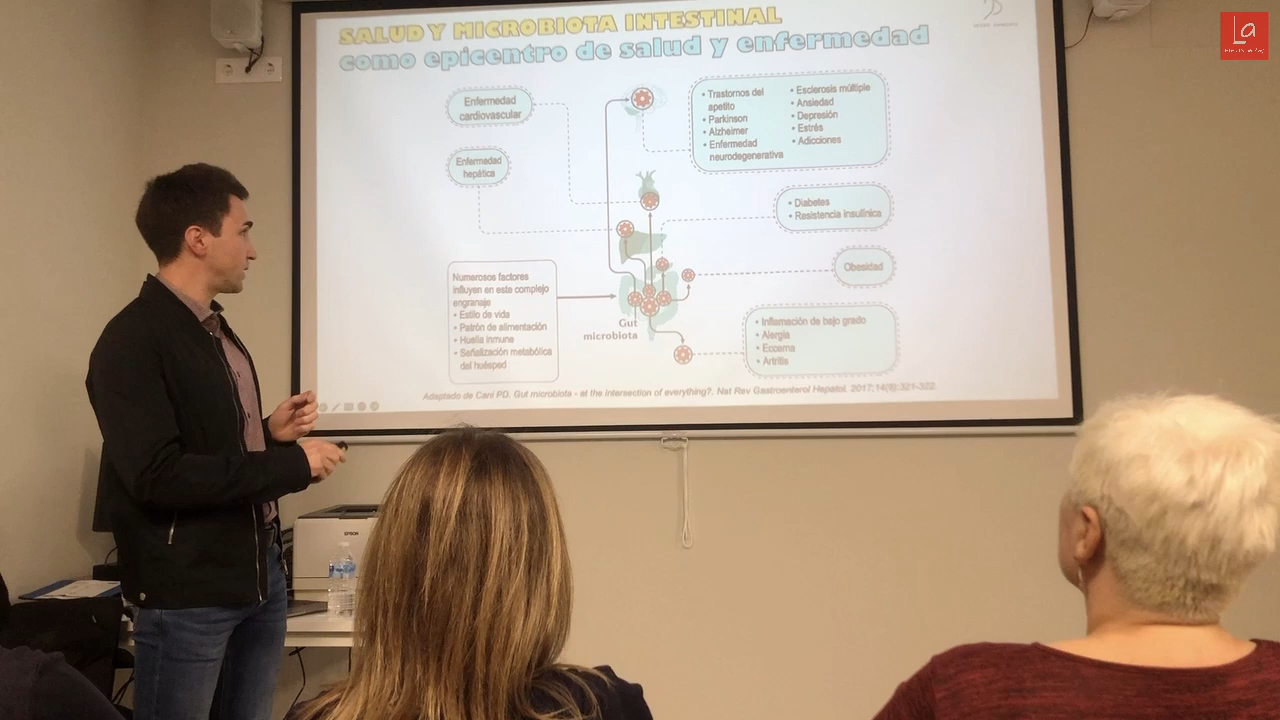 SALUD Y MICROBIOTA INTESTINAL
como epicentro de salud y enfermedad
Enfermedad
cardiovascular
Enfermedad
hepática
• Trastornos del
apetito
• Parkinson
• Alzheimer
• Enfermedad
neurodegenerativa
• Esclerosis múltiple
• Ansiedad
• Depresión
• Estrés
• Adicciones
• Diabetes
• Resistencia insulínica
Obesidad
Numerosos factores
influyen en este complejo
engranaje
• Estilo de vida
• Patrón de alimentación
• Huella inmune
• Señalización metabólica
del huésped
Gut
microbiota
• Inflamación de bajo grado
• Alergia
• Eccema
• Artritis
Adaptado de Cani PD. Gut microbiota - at the intersection of everything?. Nat Rev Gastroenterol Hepatol. 2017;14(6):321-322.
EPSON
La